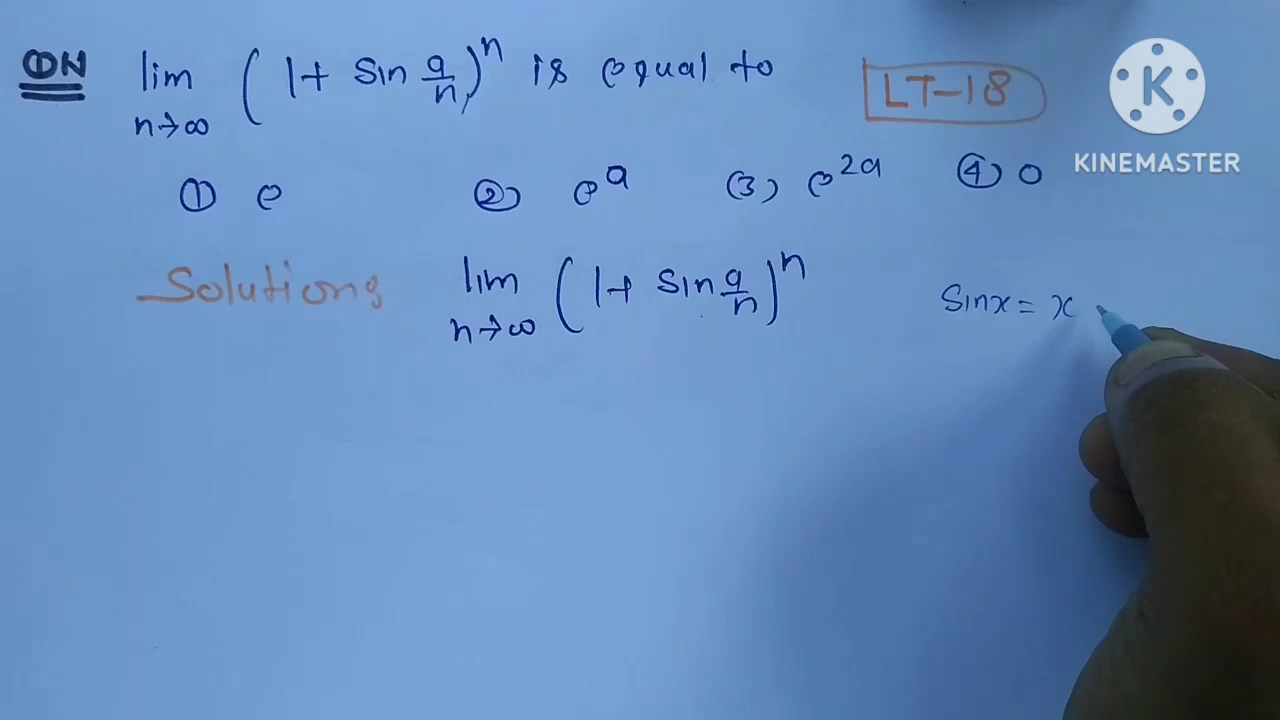 QN lim n→∞ (1+ sin a/n)^n is equal to
LT-18
K
KINEMASTER
① e ② e^a (3) e^2a ④ 0
Solutions lim n→∞ (1+ sin a/n)^n
sinx = x